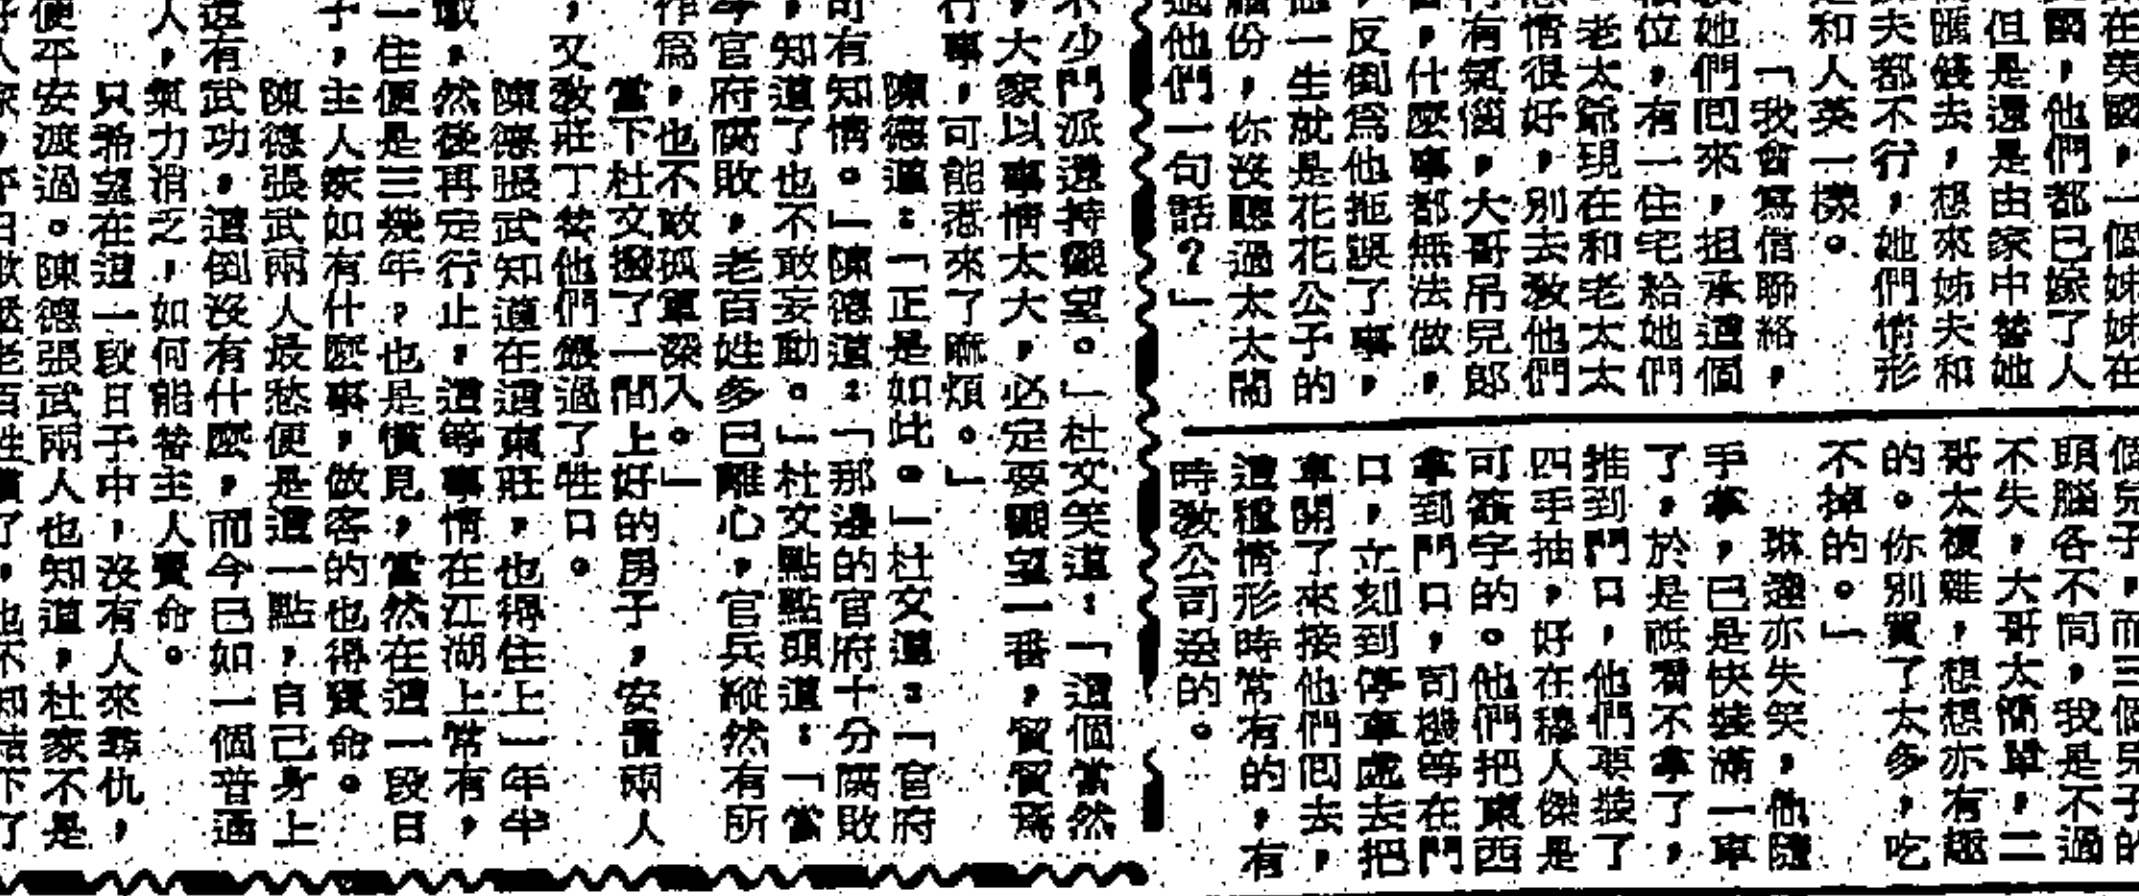 在英國，一個姊姊在
國，他們都已嫁了人
但是還是由家中替她
匯錢去，想來姊夫和
夫都不行，她們情形
和人英一樣。
「我會寫信聯絡，
她們囘來，担承這個
位，有一住宅給她們
老太爺現在和老太太
情很好，別去敎他們
有氣惱，大哥吊兒郎
，什麼事都無法做，
反倒爲他拖誤了事，
一生就是花花公子的
份，你沒聽過太太鬧
過他們一句話？」
個兒子，而三個兒子的
頭腦各不同，我是不過
不失，大哥太簡單，二
哥太複雜，想想亦有趣
的。你別買了太多，吃
不掉的。」
琳達亦失笑，他隨
手拿，已是快裝滿一車
了，於是祗看不拿了，
推到門口，他們要裝了
四手抽，好在穆人傑是
可簽字的。他們把東西
拿到門口，司機等在門
口，立刻到停車處去把
車開了來接他們囘去，
這種情形時常有的，有
時敎公司送的。
不少門派還持觀望。」杜文笑道：「這個當然
，大家以事情太大，必定要觀望一番，貿貿爲
行事，可能惹來了麻煩。」
陳德道：「正是如此。」杜文道：「官府
可有知情。」陳德道：「那邊的官府十分腐敗
，知道了也不敢妄動。」杜文點點頭道：「當
今官府腐敗，老百姓多已離心，官兵縱然有所
作爲，也不敢孤軍深入。」
當下杜文撥了一間上好的房子，安置兩人
，又敎莊丁替他們餵過了牲口。
陳德張武知道在這東莊，也得住上一年半
載，然後再定行止，這等事情在江湖上常有，
一住便是三幾年，也是慣見，當然在這一段日
子，主人家如有什麼事，做客的也得賣命。
陳德張武兩人最愁便是這一點，自己身上
還有武功，這倒沒有什麼，而今已如一個普通
人，氣力消乏，如何能替主人賣命。
只希望在這一段日子中，沒有人來尋仇，
便平安渡過。陳德張武兩人也知道，杜家不是